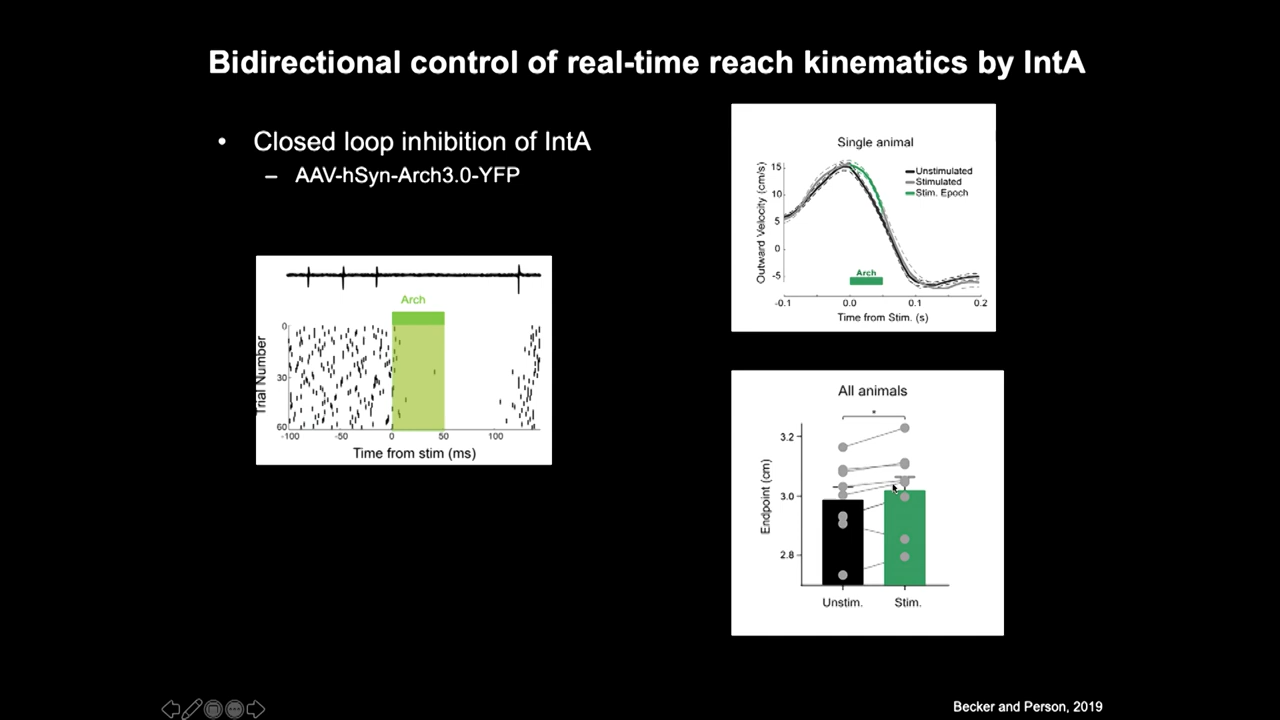 Bidirectional control of real-time reach kinematics by IntA
• Closed loop inhibition of IntA
– AAV-hSyn-Arch3.0-YFP
Arch
Trial Number
0
30
60
-100 -50 0 50 100
Time from stim (ms)
Single animal
Outward Velocity (cm/s)
15
10
5
0
-5
Unstimulated
Stimulated
Stim. Epoch
Arch
-0.1 0.0 0.1 0.2
Time from Stim. (s)
All animals
*
Endpoint (cm)
3.2
3.0
2.8
Unstim. Stim.
Becker and Person, 2019